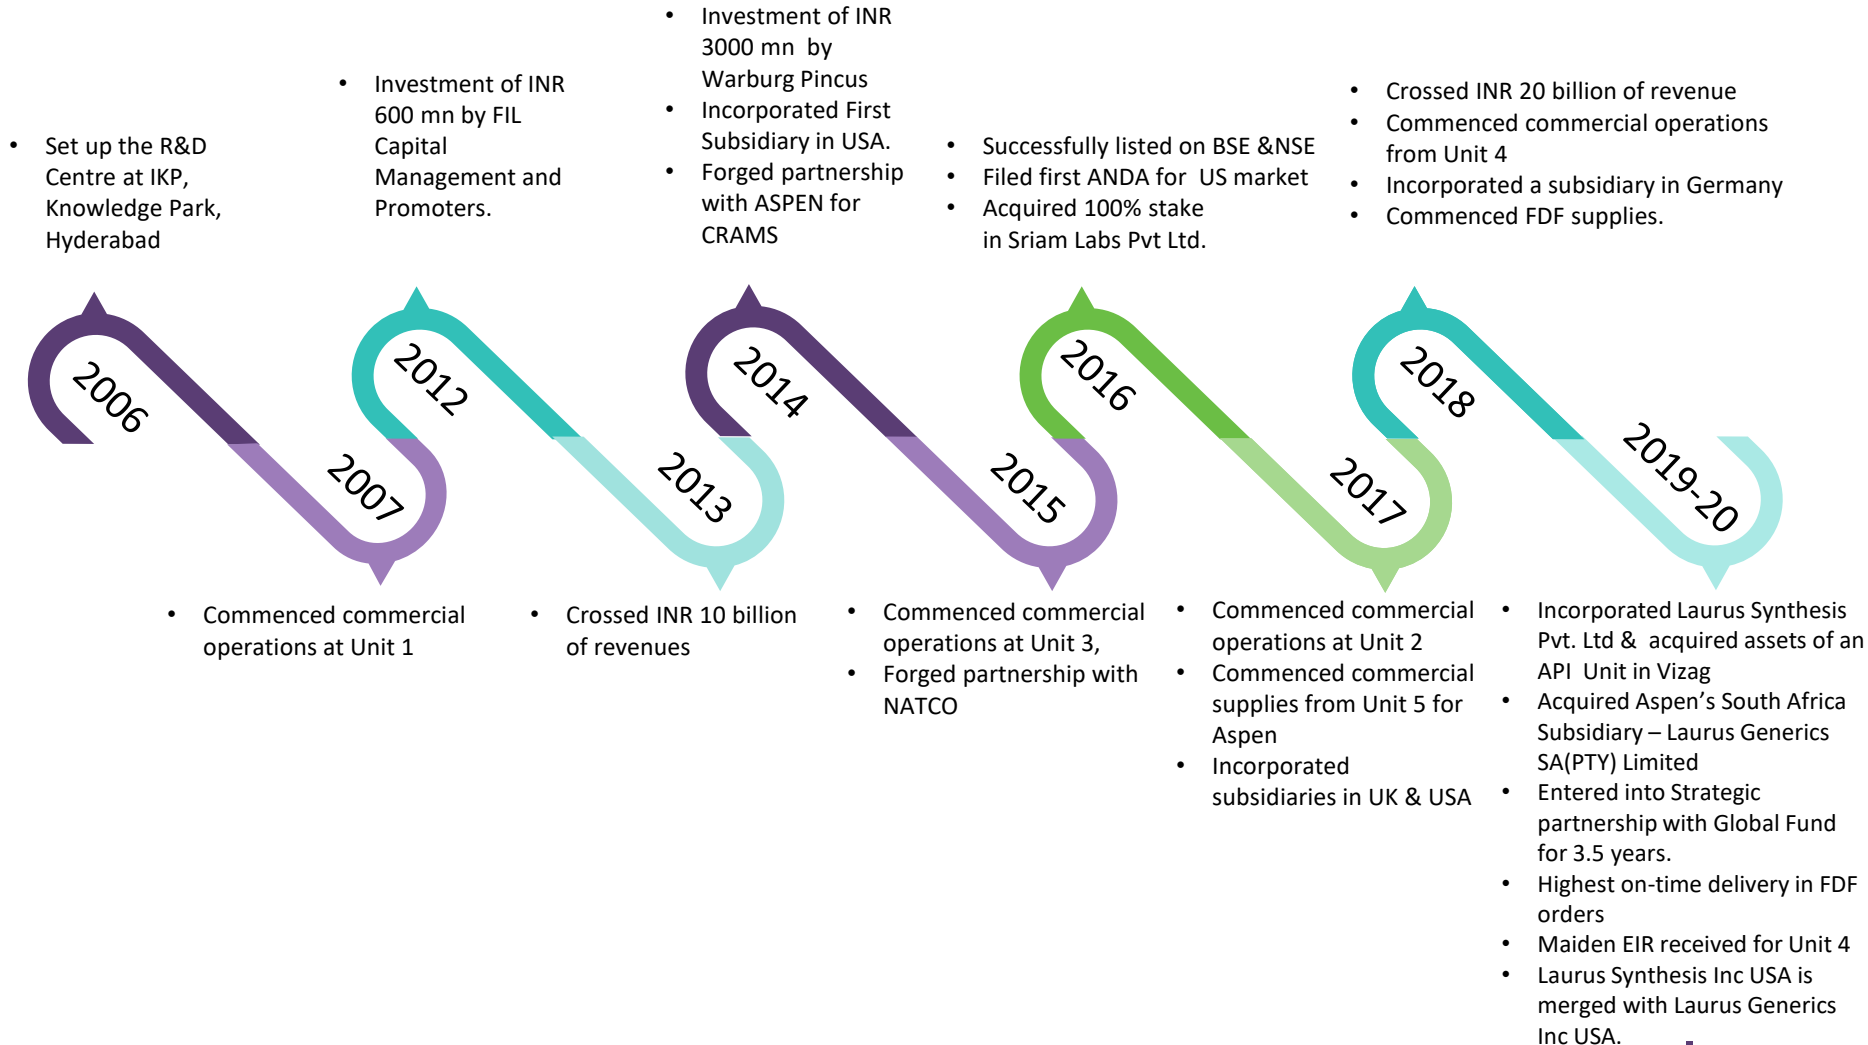 • Set up the R&D
Centre at IKP,
Knowledge Park,
Hyderabad
2006
• Commenced commercial
operations at Unit 1
2007
• Investment of INR
600 mn by FIL
Capital
Management and
Promoters.
2012
• Crossed INR 10 billion
of revenues
2013
• Investment of INR
3000 mn by
Warburg Pincus
• Incorporated First
Subsidiary in USA.
• Forged partnership
with ASPEN for
CRAMS
2014
• Commenced commercial
operations at Unit 3,
• Forged partnership with
NATCO
2015
• Successfully listed on BSE &NSE
• Filed first ANDA for US market
• Acquired 100% stake
in Sriam Labs Pvt Ltd.
2016
• Commenced commercial
operations at Unit 2
• Commenced commercial
supplies from Unit 5 for
Aspen
• Incorporated
subsidiaries in UK & USA
2017
• Crossed INR 20 billion of revenue
• Commenced commercial operations
from Unit 4
• Incorporated a subsidiary in Germany
• Commenced FDF supplies.
2018
• Incorporated Laurus Synthesis
Pvt. Ltd & acquired assets of an
API Unit in Vizag
• Acquired Aspen’s South Africa
Subsidiary – Laurus Generics
SA(PTY) Limited
• Entered into Strategic
partnership with Global Fund
for 3.5 years.
• Highest on-time delivery in FDF
orders
• Maiden EIR received for Unit 4
• Laurus Synthesis Inc USA is
merged with Laurus Generics
Inc USA.
2019-20